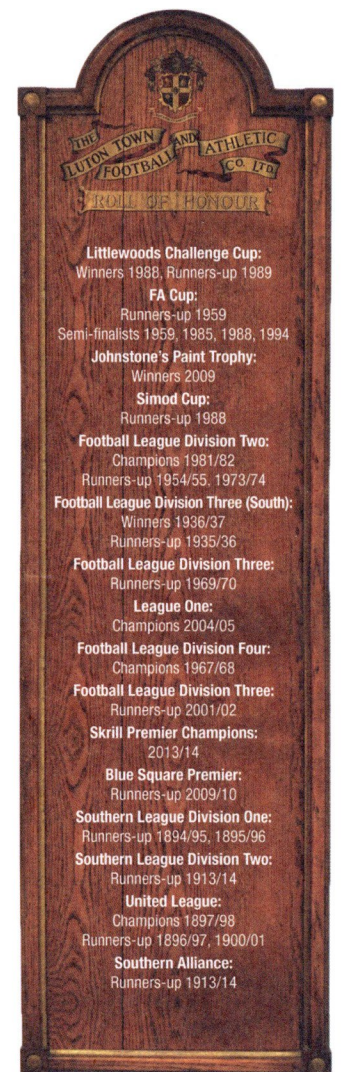 THE
LUTON TOWN AND ATHLETIC
FOOTBALL CO. LTD.
ROLL OF HONOUR
Littlewoods Challenge Cup:
Winners 1988, Runners-up 1989
FA Cup:
Runners-up 1959
Semi-finalists 1959, 1985, 1988, 1994
Johnstone's Paint Trophy:
Winners 2009
Simod Cup:
Runners-up 1988
Football League Division Two:
Champions 1981/82
Runners-up 1954/55. 1973/74
Football League Division Three (South):
Winners 1936/37
Runners-up 1935/36
Football League Division Three:
Runners-up 1969/70
League One:
Champions 2004/05
Football League Division Four:
Champions 1967/68
Football League Division Three:
Runners-up 2001/02
Skrill Premier Champions:
2013/14
Blue Square Premier:
Runners-up 2009/10
Southern League Division One:
Runners-up 1894/95, 1895/96
Southern League Division Two:
Runners-up 1913/14
United League:
Champions 1897/98
Runners-up 1896/97, 1900/01
Southern Alliance:
Runners-up 1913/14